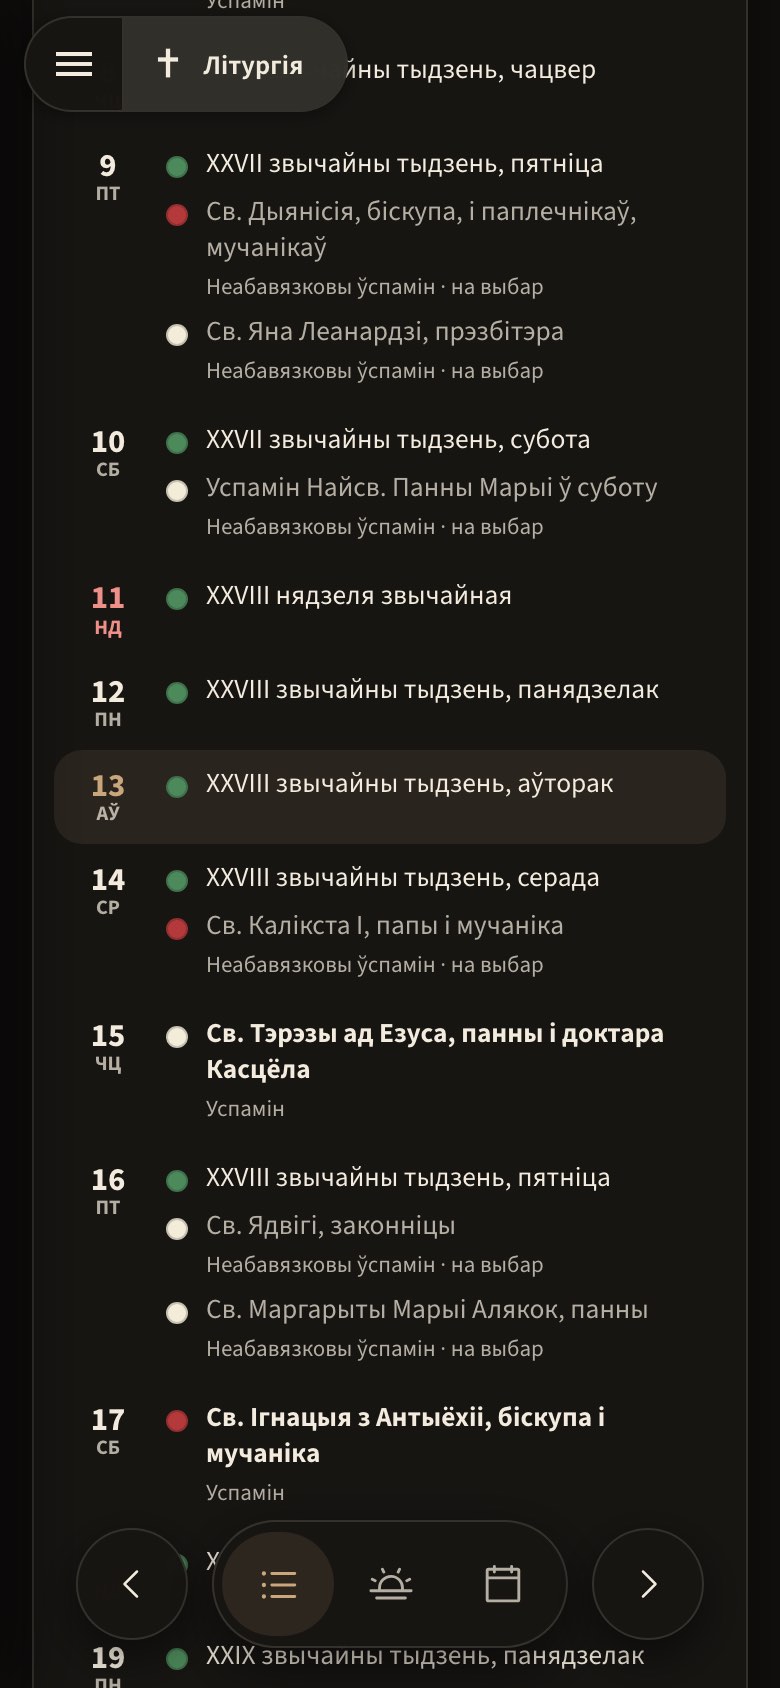 Успамін
Літургія
тыдзень, чацвер
9
ПТ
XXVII звычайны тыдзень, пятніца
Св. Дыянісія, біскупа, і паплечнікаў,
мучанікаў
Неабавязковы ўспамін · на выбар
Св. Яна Леанардзі, прэзбітэра
Неабавязковы ўспамін · на выбар
10
СБ
XXVII звычайны тыдзень, субота
Успамін Найсв. Панны Марыі ў суботу
Неабавязковы ўспамін · на выбар
11
НД
XXVIII нядзеля звычайная
12
ПН
XXVIII звычайны тыдзень, панядзелак
13
АЎ
XXVIII звычайны тыдзень, аўторак
14
СР
XXVIII звычайны тыдзень, серада
Св. Калікста I, папы і мучаніка
Неабавязковы ўспамін · на выбар
15
ЧЦ
Св. Тэрэзы ад Езуса, панны і доктара
Касцёла
Успамін
16
ПТ
XXVIII звычайны тыдзень, пятніца
Св. Ядвігі, законніцы
Неабавязковы ўспамін · на выбар
Св. Маргарыты Марыі Алякок, панны
Неабавязковы ўспамін · на выбар
17
СБ
Св. Ігнацыя з Антыёхіі, біскупа і
мучаніка
Успамін
19
ПН
XXIX звычайны тыдзень, панядзелак